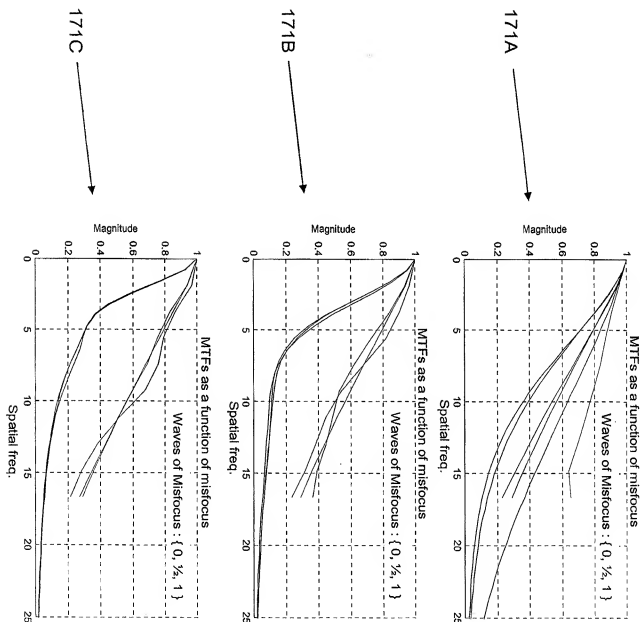 171A
MTFs as a function of misfocus
Waves of Misfocus : { 0, ½, 1 }
Magnitude
1
0.8
0.6
0.4
0.2
0
0 5 10 15 20 25
Spatial freq.
171B
MTFs as a function of misfocus
Waves of Misfocus : { 0, ½, 1 }
Magnitude
1
0.8
0.6
0.4
0.2
0
0 5 10 15 20 25
Spatial freq.
171C
MTFs as a function of misfocus
Waves of Misfocus : { 0, ½, 1 }
Magnitude
1
0.8
0.6
0.4
0.2
0
0 5 10 15 20 25
Spatial freq.